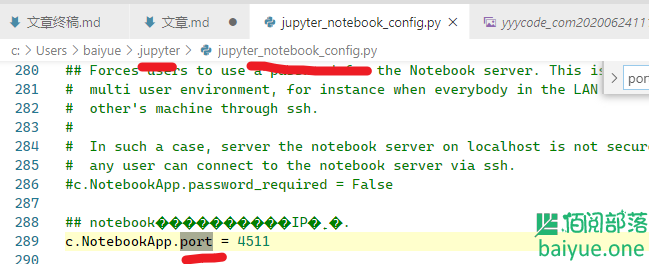 文章终稿.md
文章.md
jupyter_notebook_config.py
yyycode_com2020062411
c: > Users > baiyue > .jupyter > jupyter_notebook_config.py
280 ## Forces users to use a for the Notebook server. This is
281 # multi user environment, for instance when everybody in the LAN
282 # other's machine through ssh.
283 #
284 # In such a case, server the notebook server on localhost is not secure
285 # any user can connect to the notebook server via ssh.
286 #c.NotebookApp.password_required = False
287
288 ## notebook����������IP�˿�.
289 c.NotebookApp.port = 4511
290
por
佰阅部落
baiyue.one